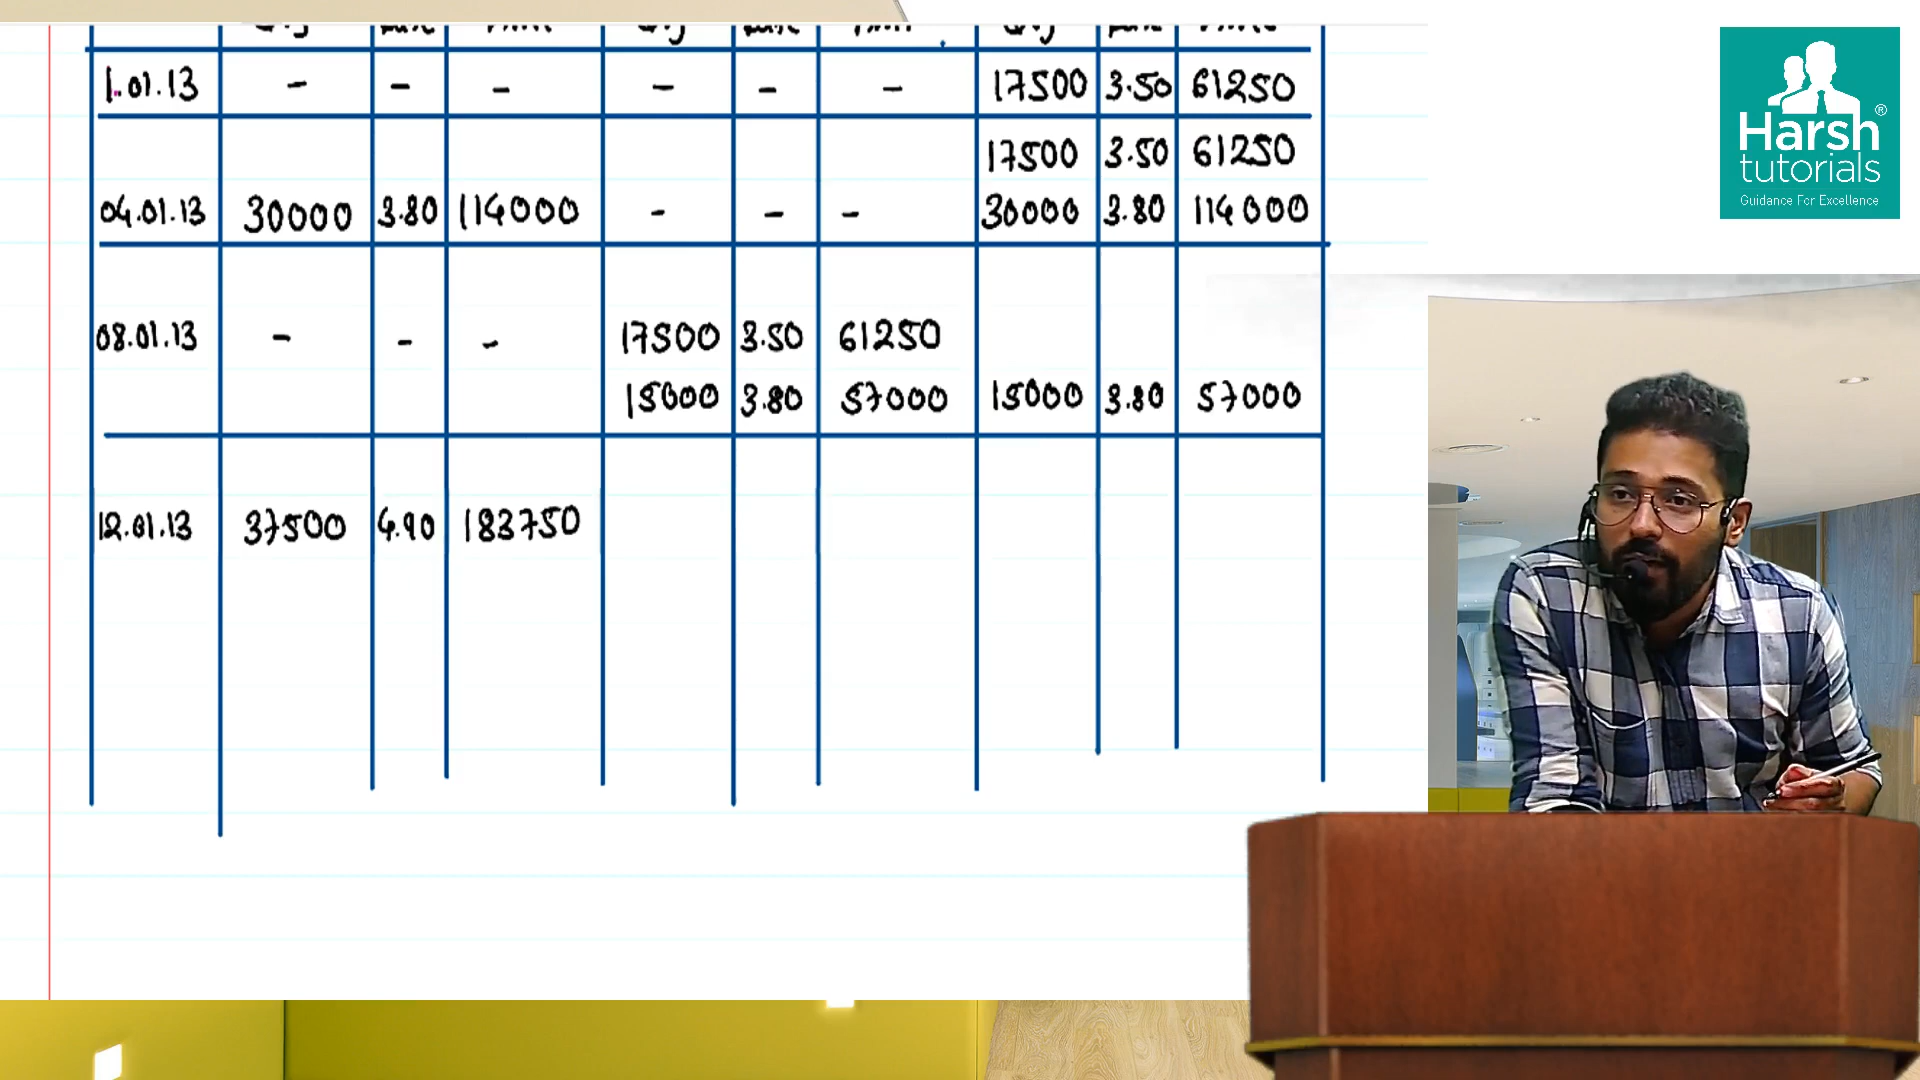 1.01.13 - - - - - - 17500 3.50 61250
17500 3.50 61250
04.01.13 30000 3.80 114000 - - - 30000 3.80 114000
08.01.13 - - - 17500 3.50 61250
15000 3.80 57000 15000 3.80 57000
12.01.13 37500 4.90 183750
Harsh®
tutorials
Guidance For Excellence